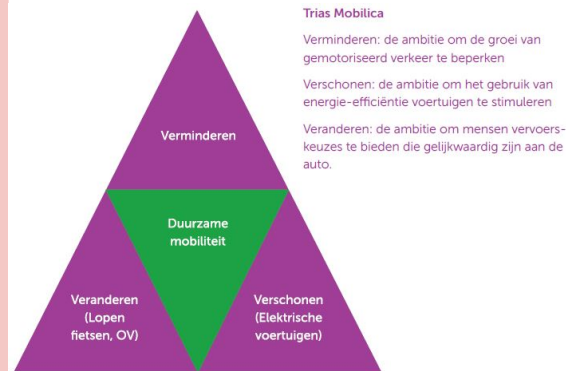 Trias Mobilica
Verminderen: de ambitie om de groei van
gemotoriseerd verkeer te beperken
Verschonen: de ambitie om het gebruik van
energie-efficiëntie voertuigen te stimuleren
Veranderen: de ambitie om mensen vervoers-
keuzes te bieden die gelijkwaardig zijn aan de
auto.
Verminderen
Duurzame
mobiliteit
Veranderen
(Lopen
fietsen, OV)
Verschonen
(Elektrische
voertuigen)